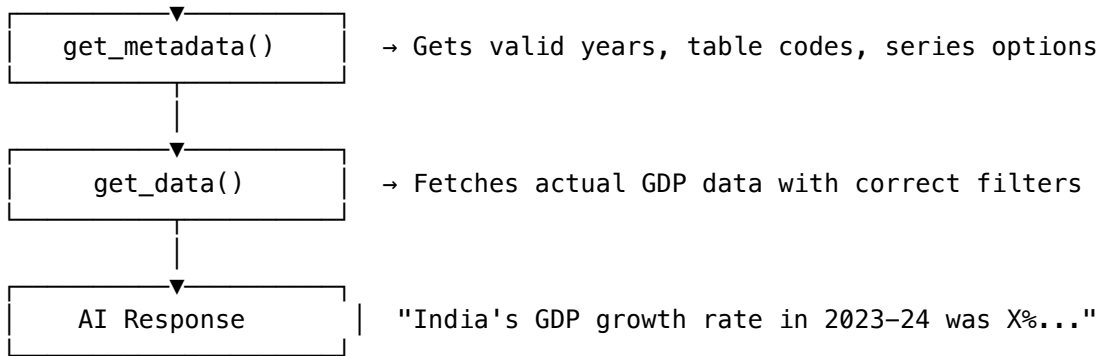 get_metadata() → Gets valid years, table codes, series options
get_data() → Fetches actual GDP data with correct filters
AI Response "India's GDP growth rate in 2023–24 was X%..."